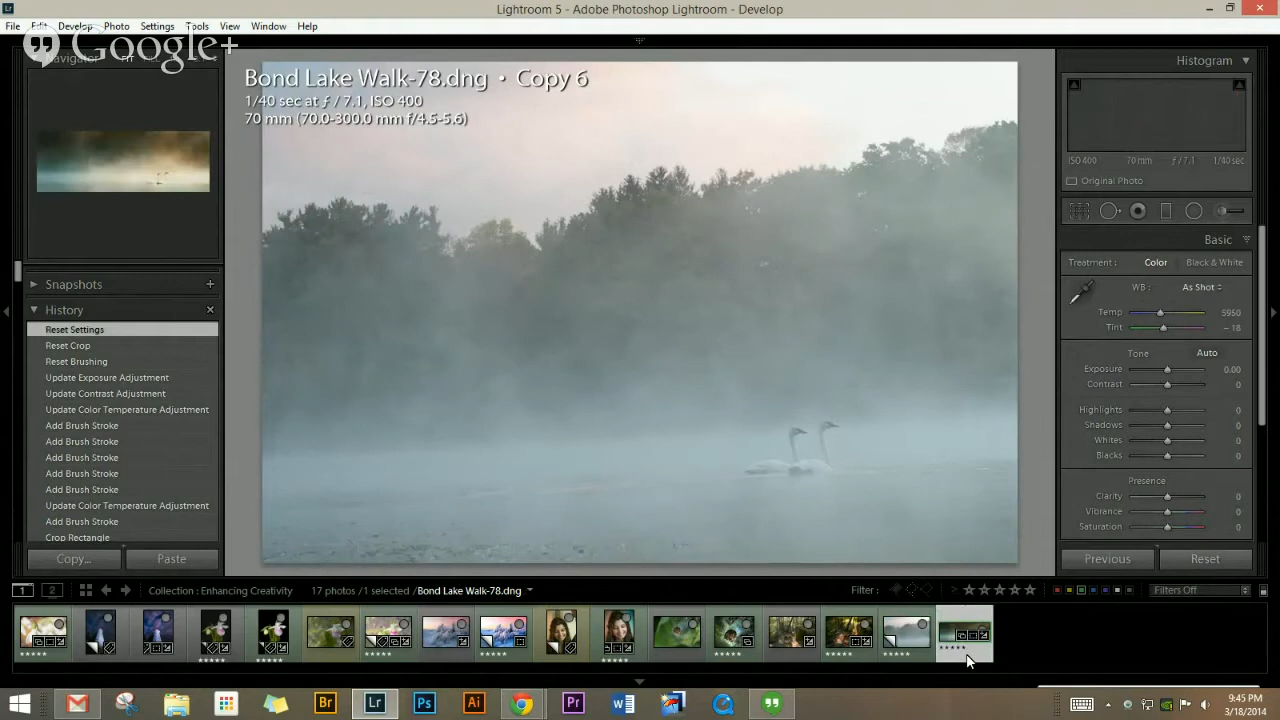 Lr Lightroom 5 - Adobe Photoshop Lightroom - Develop
File Edit Develop Photo Settings Tools View Window Help
Google+
Navigator FIT
Bond Lake Walk-78.dng • Copy 6
1/40 sec at ƒ / 7.1, ISO 400
70 mm (70.0-300.0 mm f/4.5-5.6)
Snapshots +
History ×
Reset Settings
Reset Crop
Reset Brushing
Update Exposure Adjustment
Update Contrast Adjustment
Update Color Temperature Adjustment
Add Brush Stroke
Add Brush Stroke
Add Brush Stroke
Add Brush Stroke
Add Brush Stroke
Update Color Temperature Adjustment
Add Brush Stroke
Crop Rectangle
Copy... Paste
Histogram
ISO 400 70 mm ƒ / 7.1 1/40 sec
Original Photo
Basic
Treatment : Color Black & White
WB : As Shot
Temp 5950
Tint – 18
Tone Auto
Exposure 0.00
Contrast 0
Highlights 0
Shadows 0
Whites 0
Blacks 0
Presence
Clarity 0
Vibrance 0
Saturation 0
Previous Reset
1 2 Collection : Enhancing Creativity 17 photos /1 selected /Bond Lake Walk-78.dng Filter : Filters Off
Br Lr Ps Ai Pr
9:45 PM
3/18/2014